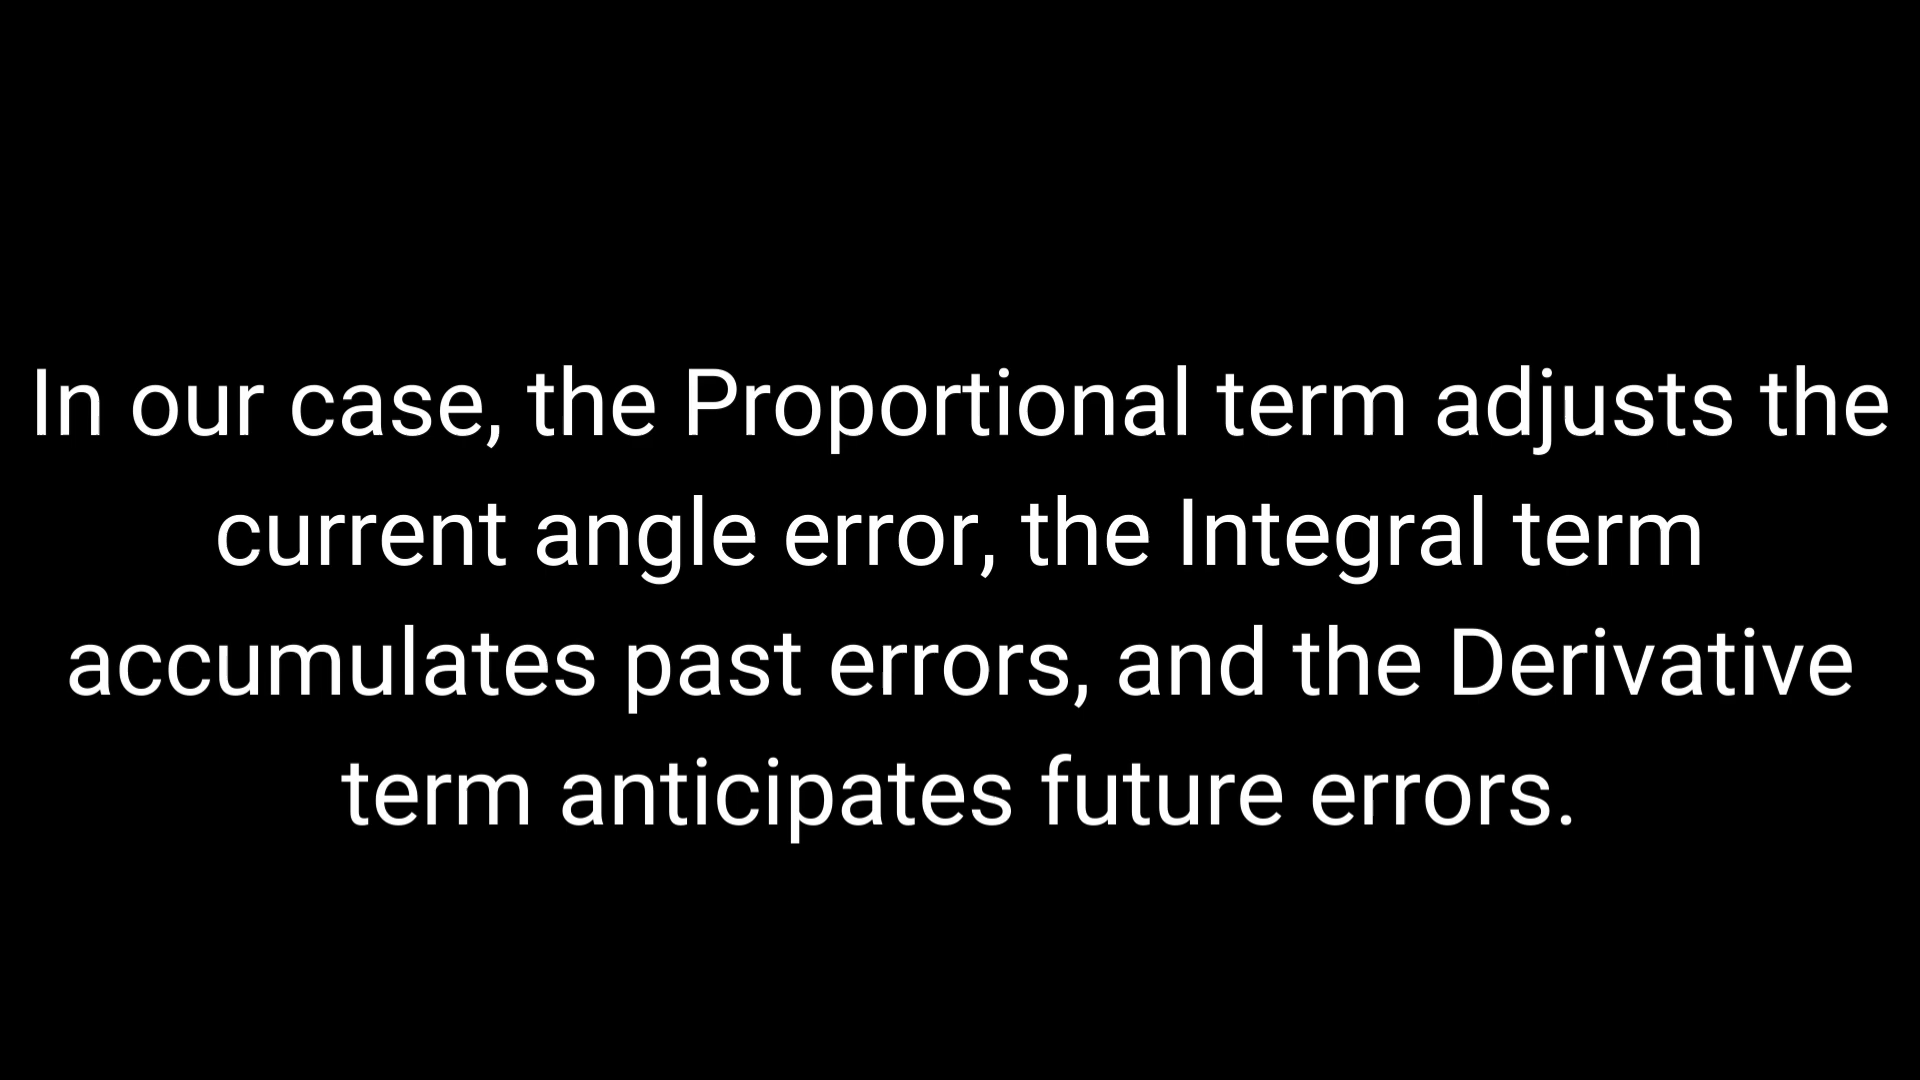 In our case, the Proportional term adjusts the
current angle error, the Integral term
accumulates past errors, and the Derivative
term anticipates future errors.